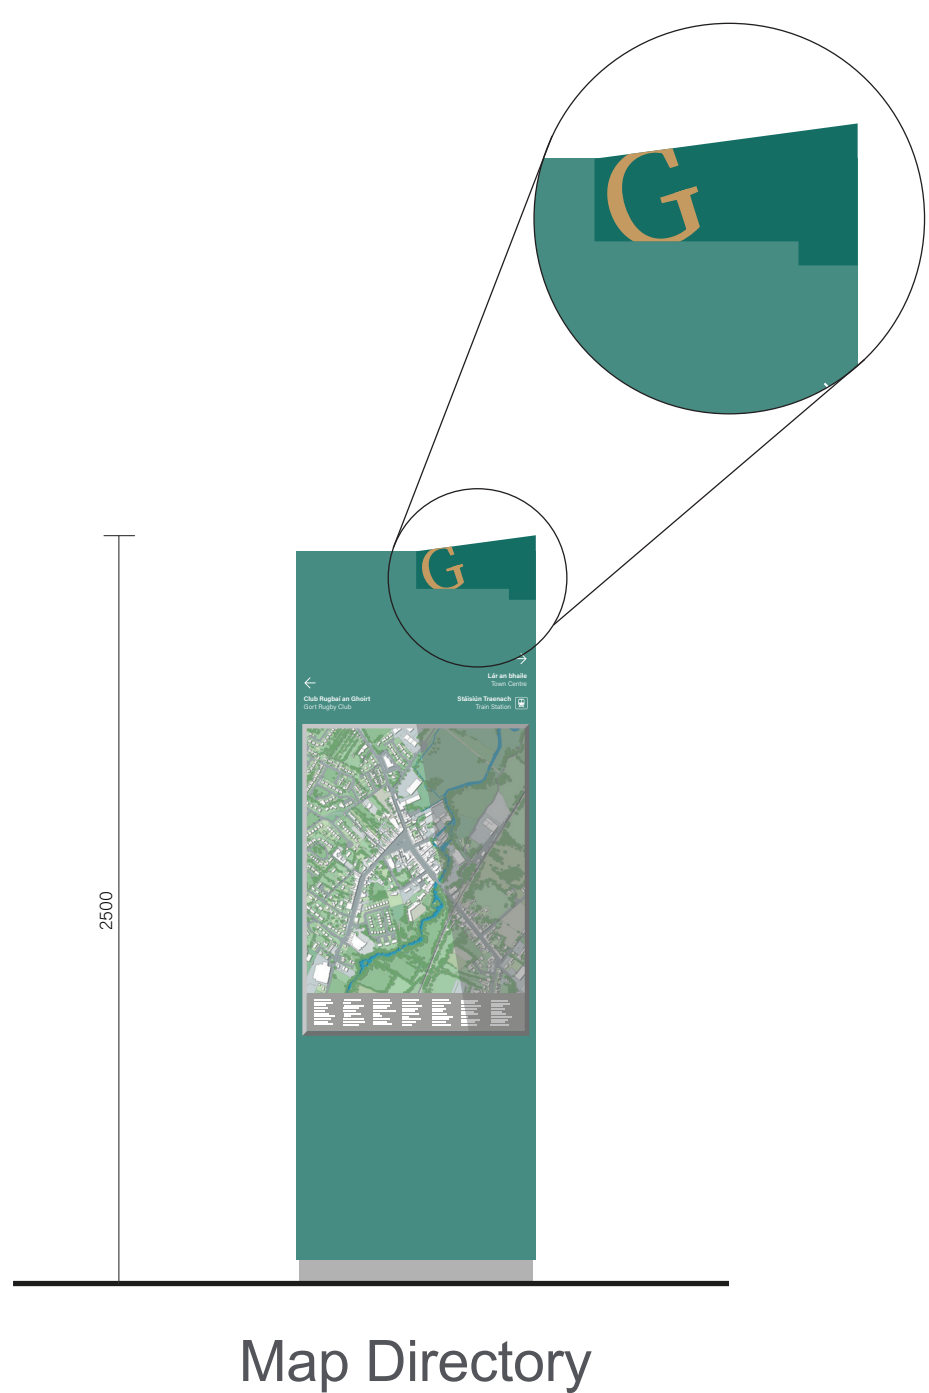 G
G
Lár an bhaile
Town Centre
Club Rugbaí an Ghoirt
Gort Rugby Club
Stáisiún Traenach
Train Station
2500
Map Directory